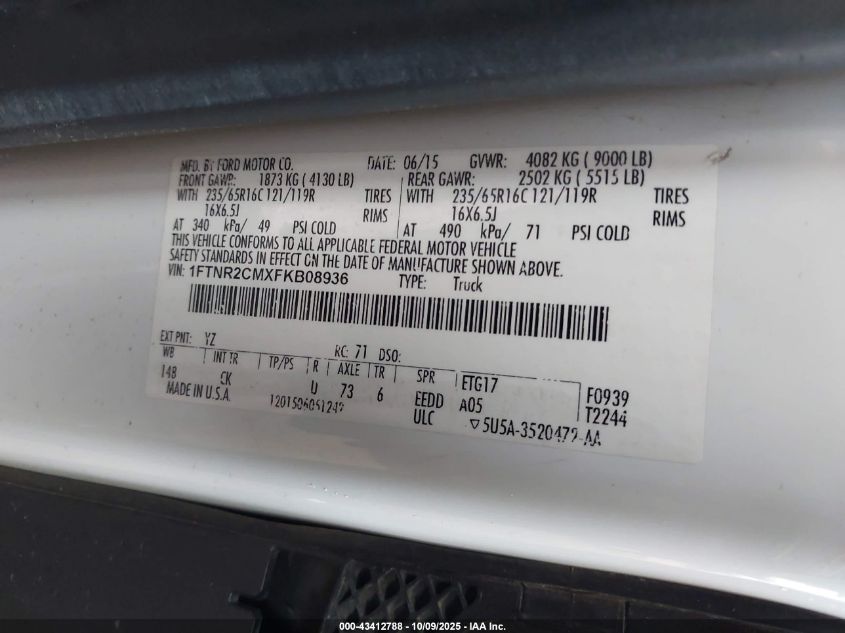 MFD. BY FORD MOTOR CO. DATE: 06/15 GVWR: 4082 KG ( 9000 LB)
FRONT GAWR: 1873 KG ( 4130 LB) REAR GAWR: 2502 KG ( 5515 LB)
WITH 235/65R16C 121/119R TIRES WITH 235/65R16C 121/119R TIRES
16X6.5J RIMS 16X6.5J RIMS
AT 340 kPa/ 49 PSI COLD AT 490 kPa/ 71 PSI COLD
THIS VEHICLE CONFORMS TO ALL APPLICABLE FEDERAL MOTOR VEHICLE
SAFETY STANDARDS IN EFFECT ON THE DATE OF MANUFACTURE SHOWN ABOVE.
VIN: 1FTNR2CMXFKB08936 TYPE: Truck
EXT PNT: YZ RC: 71 DSO:
WB INT TR TP/PS R AXLE TR SPR ETG17 F0939
148 CK U 73 6 EEDD A05 T2244
MADE IN U.S.A. 1201506051249 ULC ▽5U5A-3520472-AA
© - 43412788 - 10/09/2025 - IAA Inc.